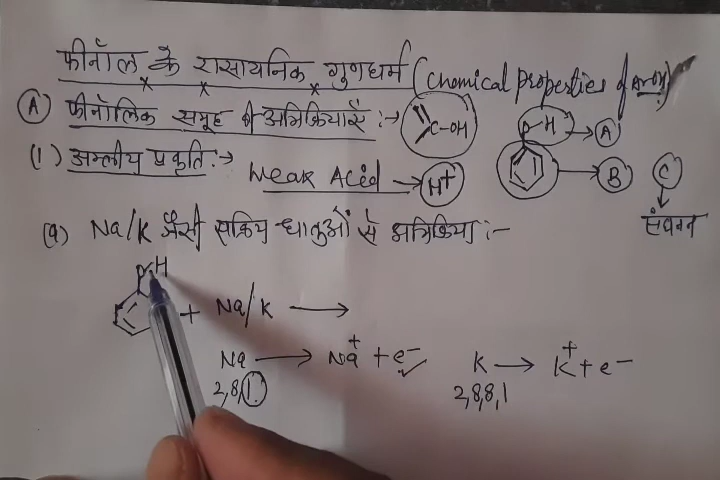 फीनॉल के रासायनिक गुणधर्म (Chemical properties of
(A) फीनॉलिक समूह की अभिक्रियाऐं :→ C-OH O-H → (A)
(1) अम्लीय प्रकृति :→ Weak Acid → H+ → (B) (C)
संघनन
(a) Na/K जैसी सक्रिय धातुओं से अभिक्रिया :-
OH + Na/K →
Na → Na+ + e- K → K+ + e-
2,8,1 2,8,8,1